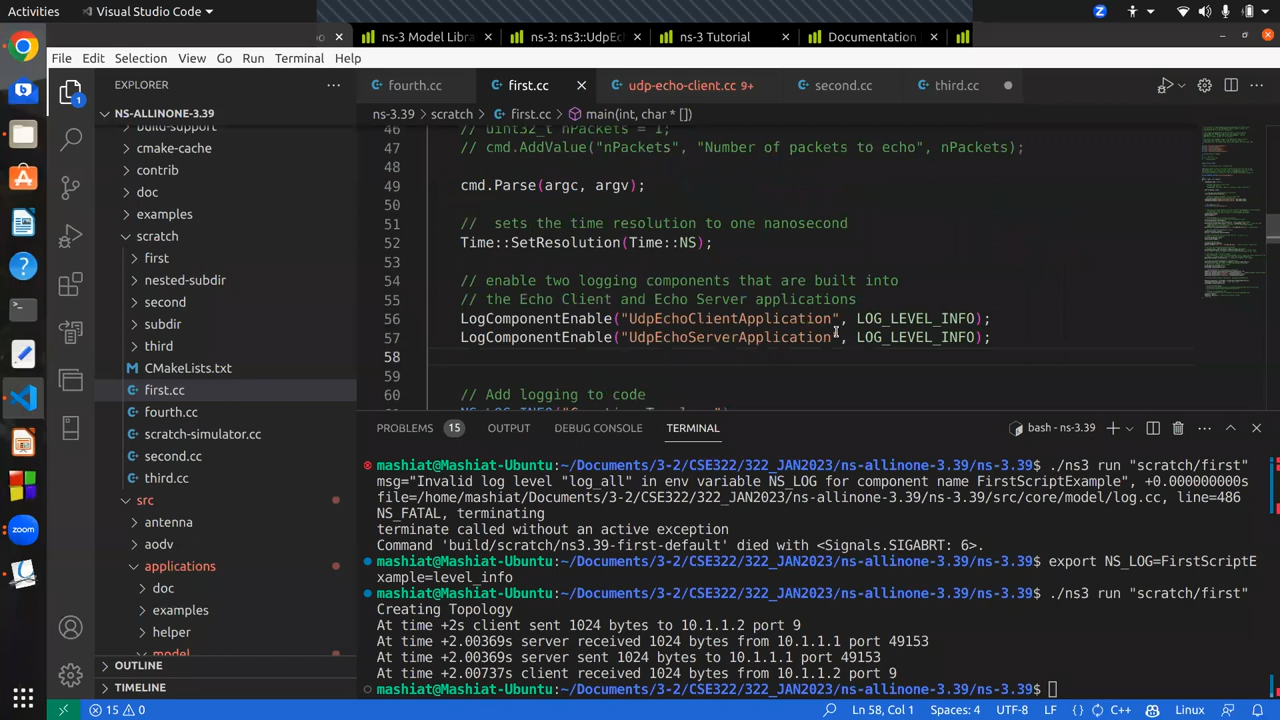 Activities
Visual Studio Code
ns-3 Model Libra
ns-3: ns3::UdpEc
ns-3 Tutorial
Documentation
File Edit Selection View Go Run Terminal Help
EXPLORER
fourth.cc
first.cc
udp-echo-client.cc 9+
second.cc
third.cc
NS-ALLINONE-3.39
ns-3.39 > scratch > first.cc > main(int, char * [])
build-support
cmake-cache
contrib
doc
examples
scratch
first
nested-subdir
second
subdir
third
CMakeLists.txt
first.cc
fourth.cc
scratch-simulator.cc
second.cc
third.cc
src
antenna
aodv
applications
doc
examples
helper
model
OUTLINE
TIMELINE
46 // uint32_t nPackets = 1;
47 // cmd.AddValue("nPackets", "Number of packets to echo", nPackets);
48
49 cmd.Parse(argc, argv);
50
51 //  sets the time resolution to one nanosecond
52 Time::SetResolution(Time::NS);
53
54 // enable two logging components that are built into
55 // the Echo Client and Echo Server applications
56 LogComponentEnable("UdpEchoClientApplication", LOG_LEVEL_INFO);
57 LogComponentEnable("UdpEchoServerApplication", LOG_LEVEL_INFO);
58
59
60 // Add logging to code
PROBLEMS 15 OUTPUT DEBUG CONSOLE TERMINAL
bash - ns-3.39
mashiat@Mashiat-Ubuntu:~/Documents/3-2/CSE322/322_JAN2023/ns-allinone-3.39/ns-3.39$ ./ns3 run "scratch/first"
msg="Invalid log level "log_all" in env variable NS_LOG for component name FirstScriptExample", +0.000000000s
file=/home/mashiat/Documents/3-2/CSE322/322_JAN2023/ns-allinone-3.39/ns-3.39/src/core/model/log.cc, line=486
NS_FATAL, terminating
terminate called without an active exception
Command 'build/scratch/ns3.39-first-default' died with <Signals.SIGABRT: 6>.
mashiat@Mashiat-Ubuntu:~/Documents/3-2/CSE322/322_JAN2023/ns-allinone-3.39/ns-3.39$ export NS_LOG=FirstScriptE
xample=level_info
mashiat@Mashiat-Ubuntu:~/Documents/3-2/CSE322/322_JAN2023/ns-allinone-3.39/ns-3.39$ ./ns3 run "scratch/first"
Creating Topology
At time +2s client sent 1024 bytes to 10.1.1.2 port 9
At time +2.00369s server received 1024 bytes from 10.1.1.1 port 49153
At time +2.00369s server sent 1024 bytes to 10.1.1.1 port 49153
At time +2.00737s client received 1024 bytes from 10.1.1.2 port 9
mashiat@Mashiat-Ubuntu:~/Documents/3-2/CSE322/322_JAN2023/ns-allinone-3.39/ns-3.39$
15 0 Ln 58, Col 1 Spaces: 4 UTF-8 LF {} C++ Linux